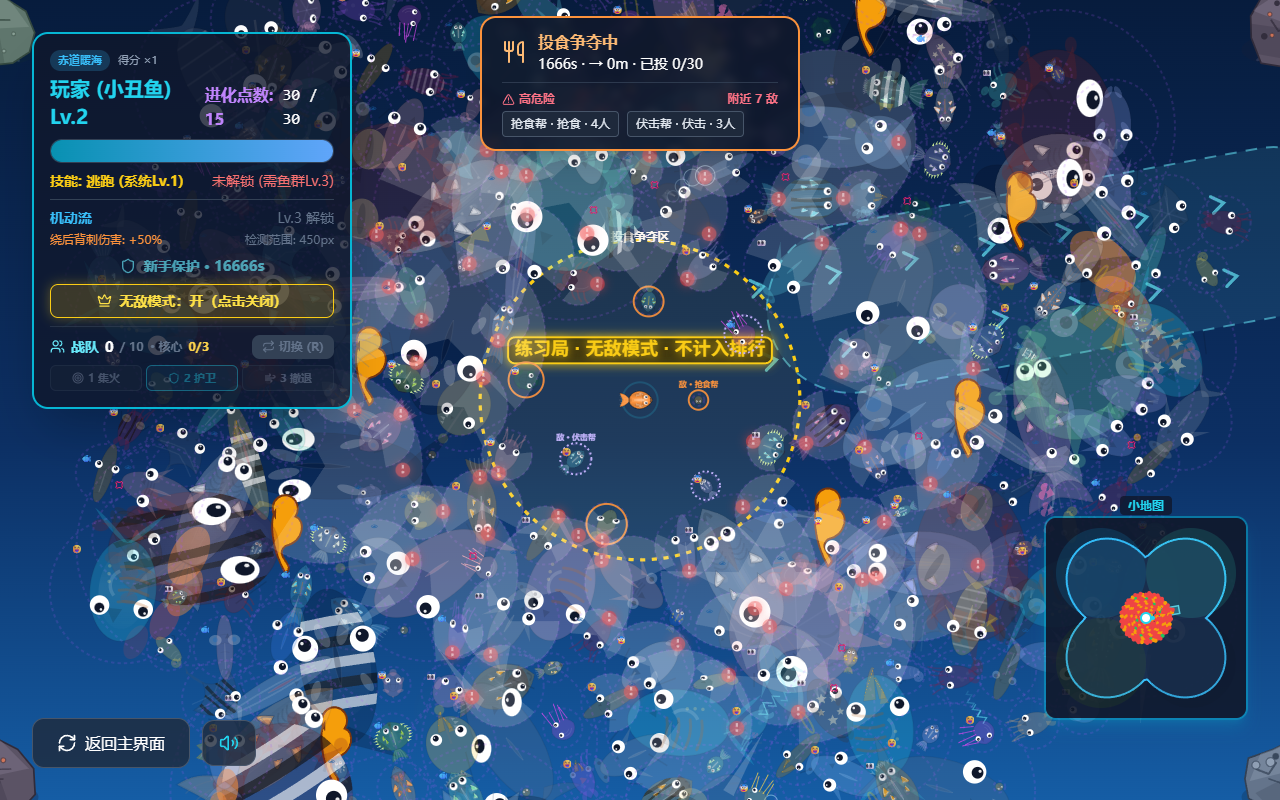 赤道暖海 得分 ×1
玩家 (小丑鱼) Lv.2
进化点数: 15
30 / 30
技能: 逃跑 (系统Lv.1) 未解锁 (需鱼群Lv.3)
机动流 Lv.3 解锁
绕后背刺伤害: +50% 检测范围: 450px
新手保护 • 16666s
无敌模式: 开 (点击关闭)
战队 0 / 10 • 核心 0/3 切换 (R)
1 集火 2 护卫 3 撤退
投食争夺中
1666s · → 0m · 已投 0/30
高危险 附近 7 敌
抢食帮 · 抢食 · 4人 伏击帮 · 伏击 · 3人
投食争夺区
练习局 · 无敌模式 · 不计入排行
敌 • 抢食帮
敌 • 伏击帮
小地图
返回主界面